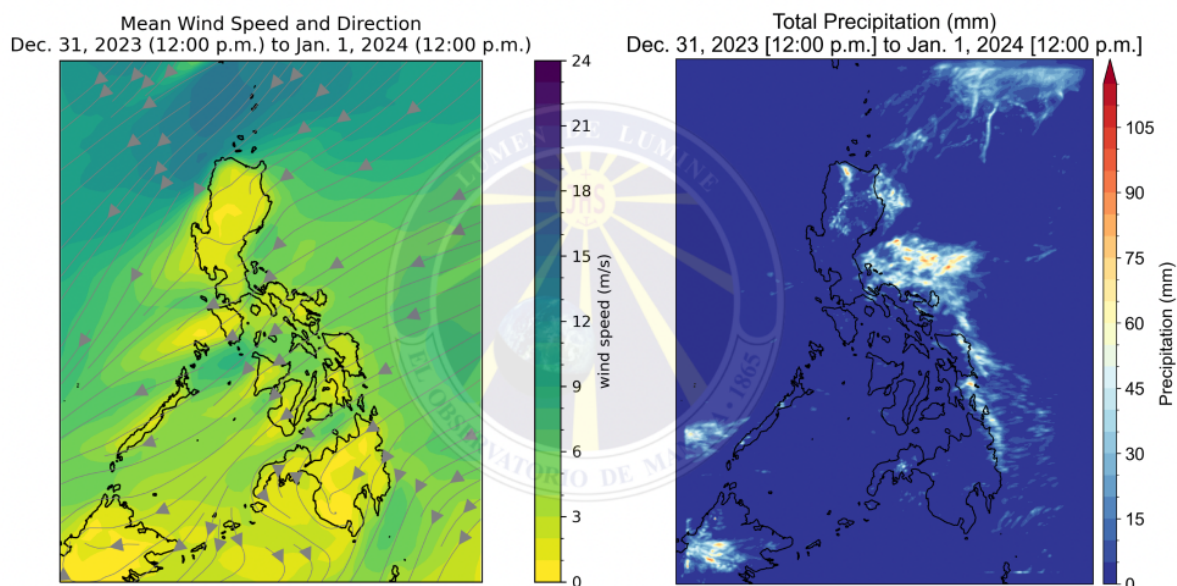 Mean Wind Speed and Direction
Dec. 31, 2023 (12:00 p.m.) to Jan. 1, 2024 (12:00 p.m.)
24
21
18
15
12
9
6
3
0
wind speed (m/s)
Total Precipitation (mm)
Dec. 31, 2023 [12:00 p.m.] to Jan. 1, 2024 [12:00 p.m.]
105
90
75
60
45
30
15
0
Precipitation (mm)
LUMEN DE LUMINE
JHS
EL OBSERVATORIO DE MANILA • 1865